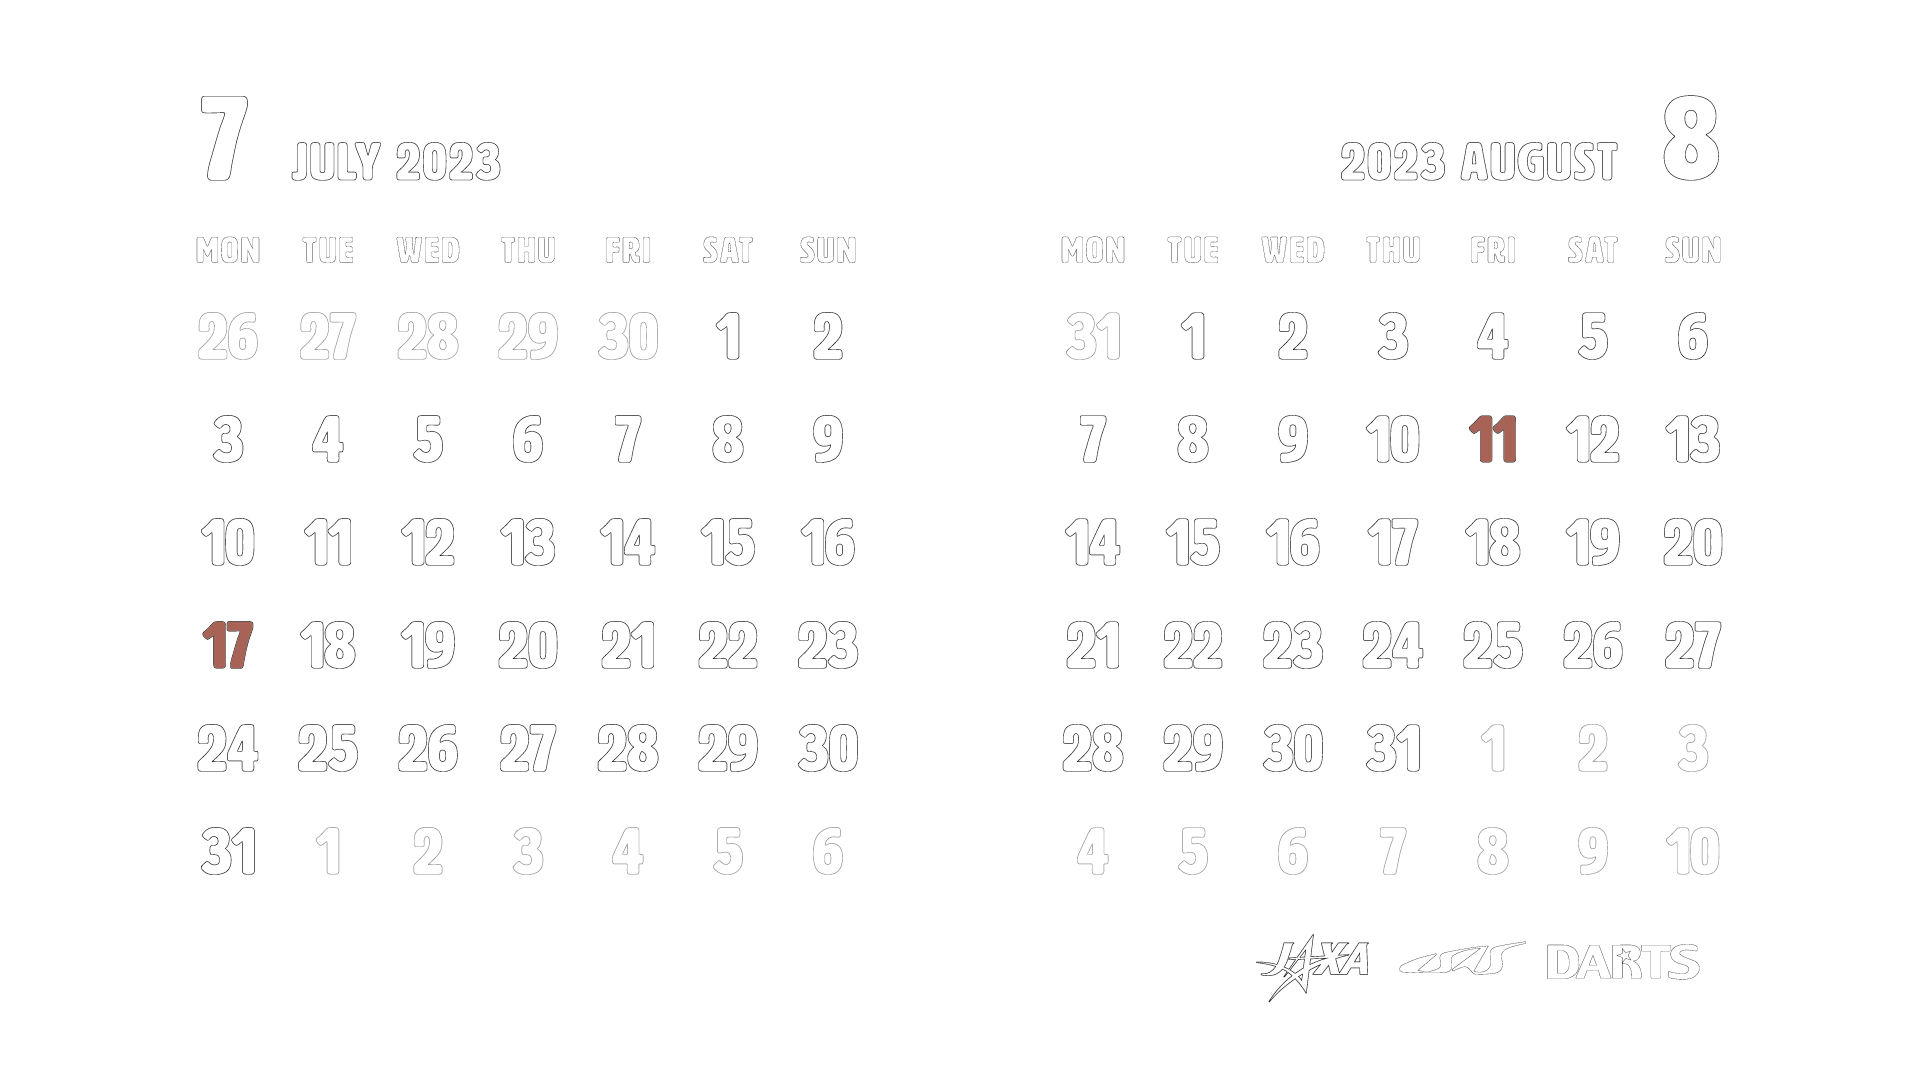 7 JULY 2023
MON TUE WED THU FRI SAT SUN
26 27 28 29 30 1 2
3 4 5 6 7 8 9
10 11 12 13 14 15 16
17 18 19 20 21 22 23
24 25 26 27 28 29 30
31 1 2 3 4 5 6
2023 AUGUST 8
MON TUE WED THU FRI SAT SUN
31 1 2 3 4 5 6
7 8 9 10 11 12 13
14 15 16 17 18 19 20
21 22 23 24 25 26 27
28 29 30 31 1 2 3
4 5 6 7 8 9 10
JAXA ISAS DARTS